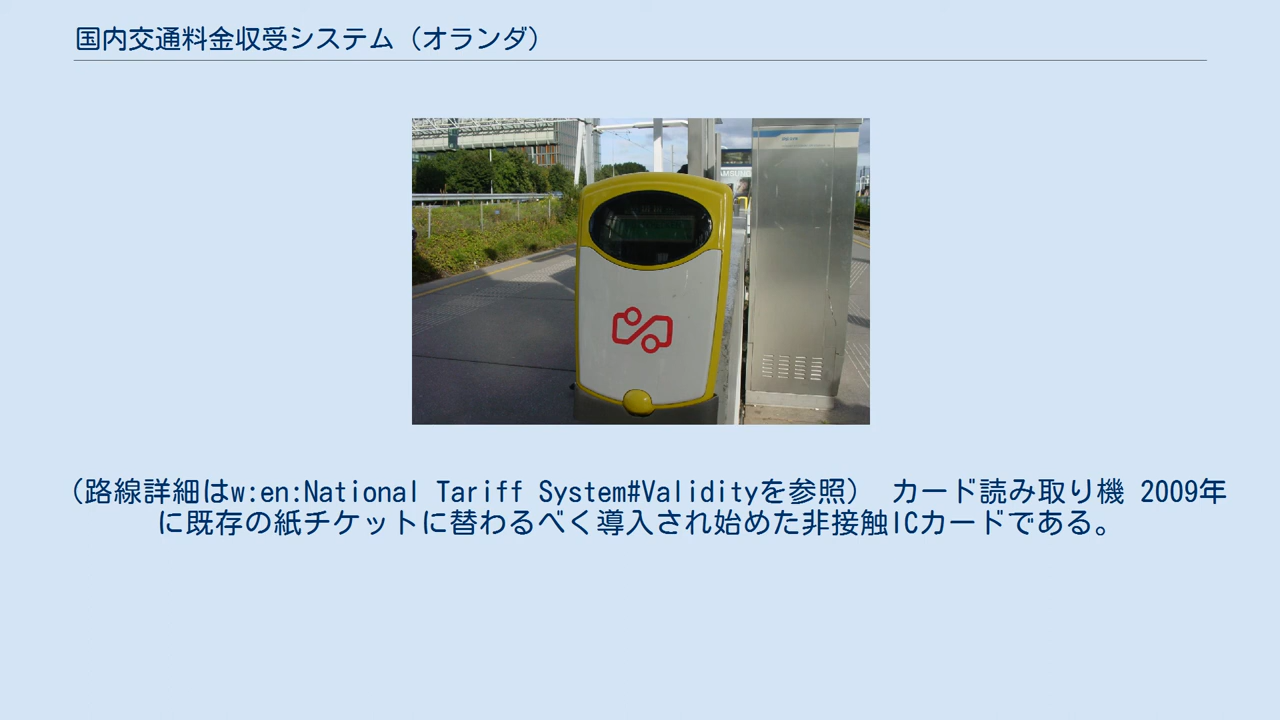 国内交通料金収受システム（オランダ）
（路線詳細はw:en:National Tariff System#Validityを参照）　カード読み取り機 2009年
に既存の紙チケットに替わるべく導入され始めた非接触ICカードである。